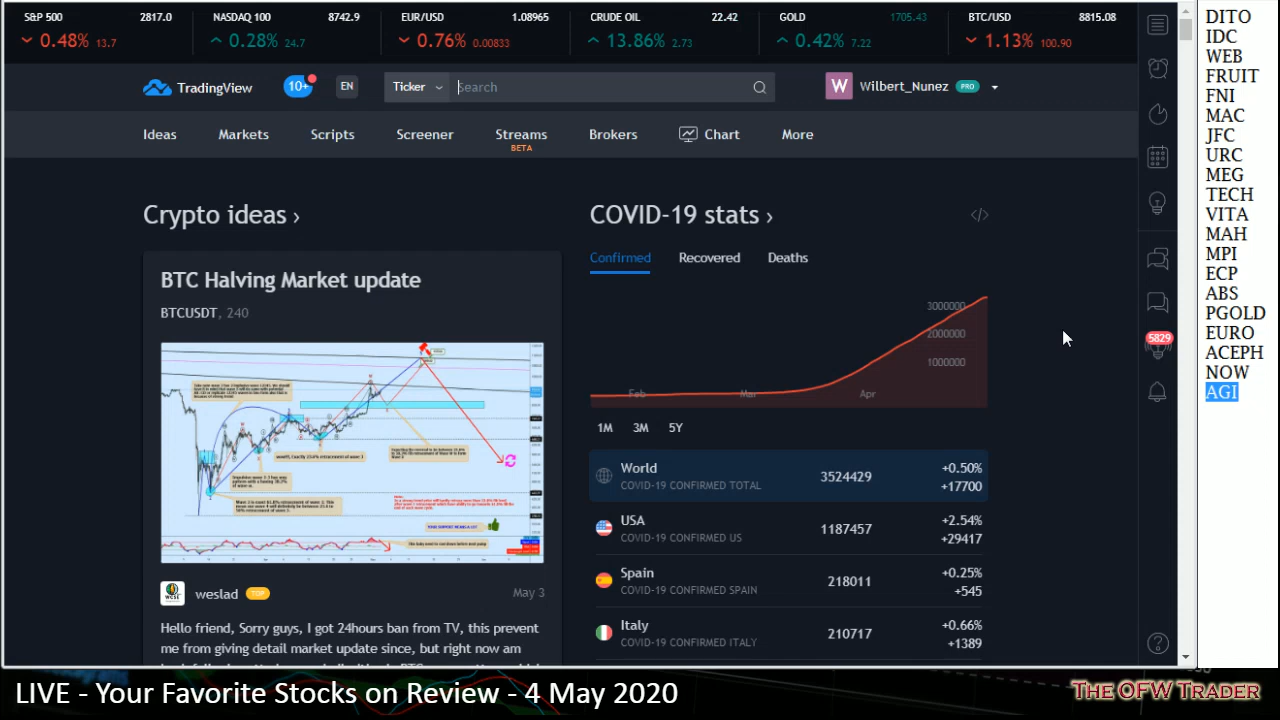 S&P 500 2817.0
0.48% 13.7
NASDAQ 100 8742.9
0.28% 24.7
EUR/USD 1.08965
0.76% 0.00833
CRUDE OIL 22.42
13.86% 2.73
GOLD 1705.43
0.42% 7.22
BTC/USD 8815.08
1.13% 100.90
TradingView 10+ EN Ticker Search W Wilbert_Nunez PRO
Ideas Markets Scripts Screener Streams Brokers Chart More
BETA
Crypto ideas ›
BTC Halving Market update
BTCUSDT, 240
weslad TOP May 3
Hello friend, Sorry guys, I got 24hours ban from TV, this prevent
me from giving detail market update since, but right now am
COVID-19 stats ›
Confirmed Recovered Deaths
3000000
2000000
1000000
Feb Mar Apr
1M 3M 5Y
World 3524429 +0.50%
COVID-19 CONFIRMED TOTAL +17700
USA 1187457 +2.54%
COVID-19 CONFIRMED US +29417
Spain 218011 +0.25%
COVID-19 CONFIRMED SPAIN +545
Italy 210717 +0.66%
COVID-19 CONFIRMED ITALY +1389
5829
DITO
IDC
WEB
FRUIT
FNI
MAC
JFC
URC
MEG
TECH
VITA
MAH
MPI
ECP
ABS
PGOLD
EURO
ACEPH
NOW
AGI
LIVE - Your Favorite Stocks on Review - 4 May 2020
THE OFW TRADER